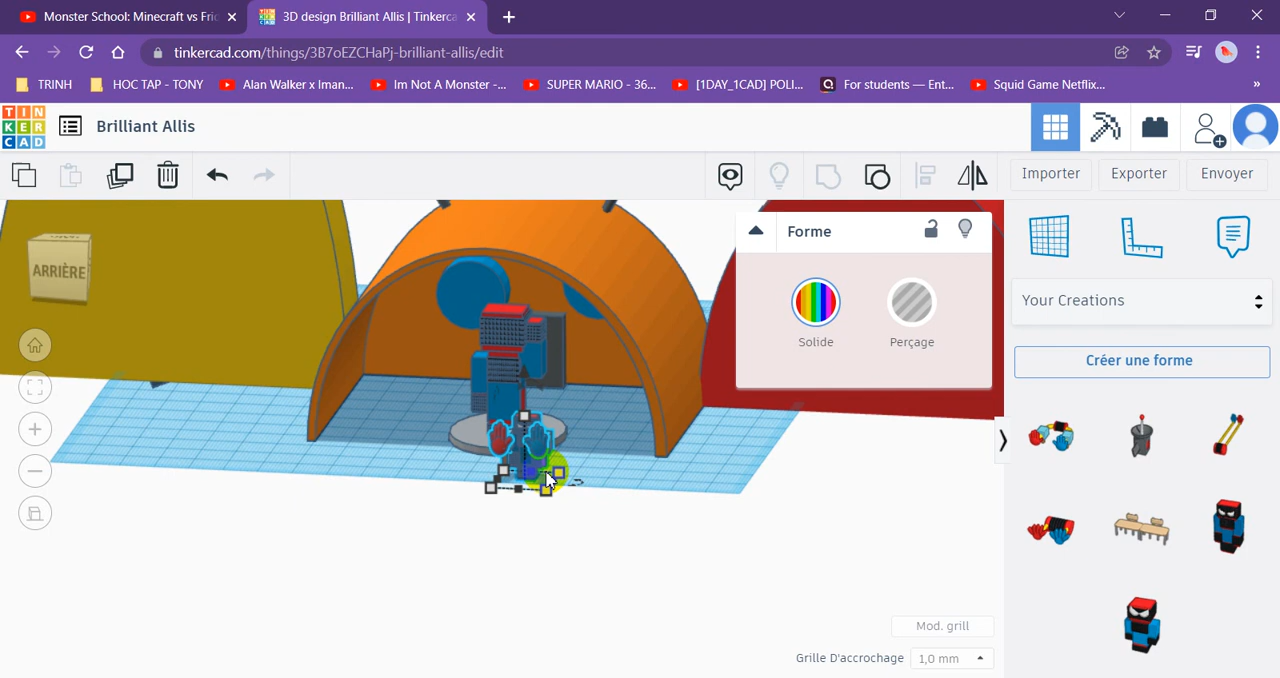 Monster School: Minecraft vs Fric
3D design Brilliant Allis | Tinkerca
tinkercad.com/things/3B7oEZCHaPj-brilliant-allis/edit
TRINH
HOC TAP - TONY
Alan Walker x Iman...
Im Not A Monster -...
SUPER MARIO - 36...
[1DAY_1CAD] POLI...
For students — Ent...
Squid Game Netflix...
»
TIN
KER
CAD
Brilliant Allis
Importer
Exporter
Envoyer
ARRIÈRE
Forme
Solide
Perçage
Your Creations
Créer une forme
Mod. grill
Grille D'accrochage
1,0 mm